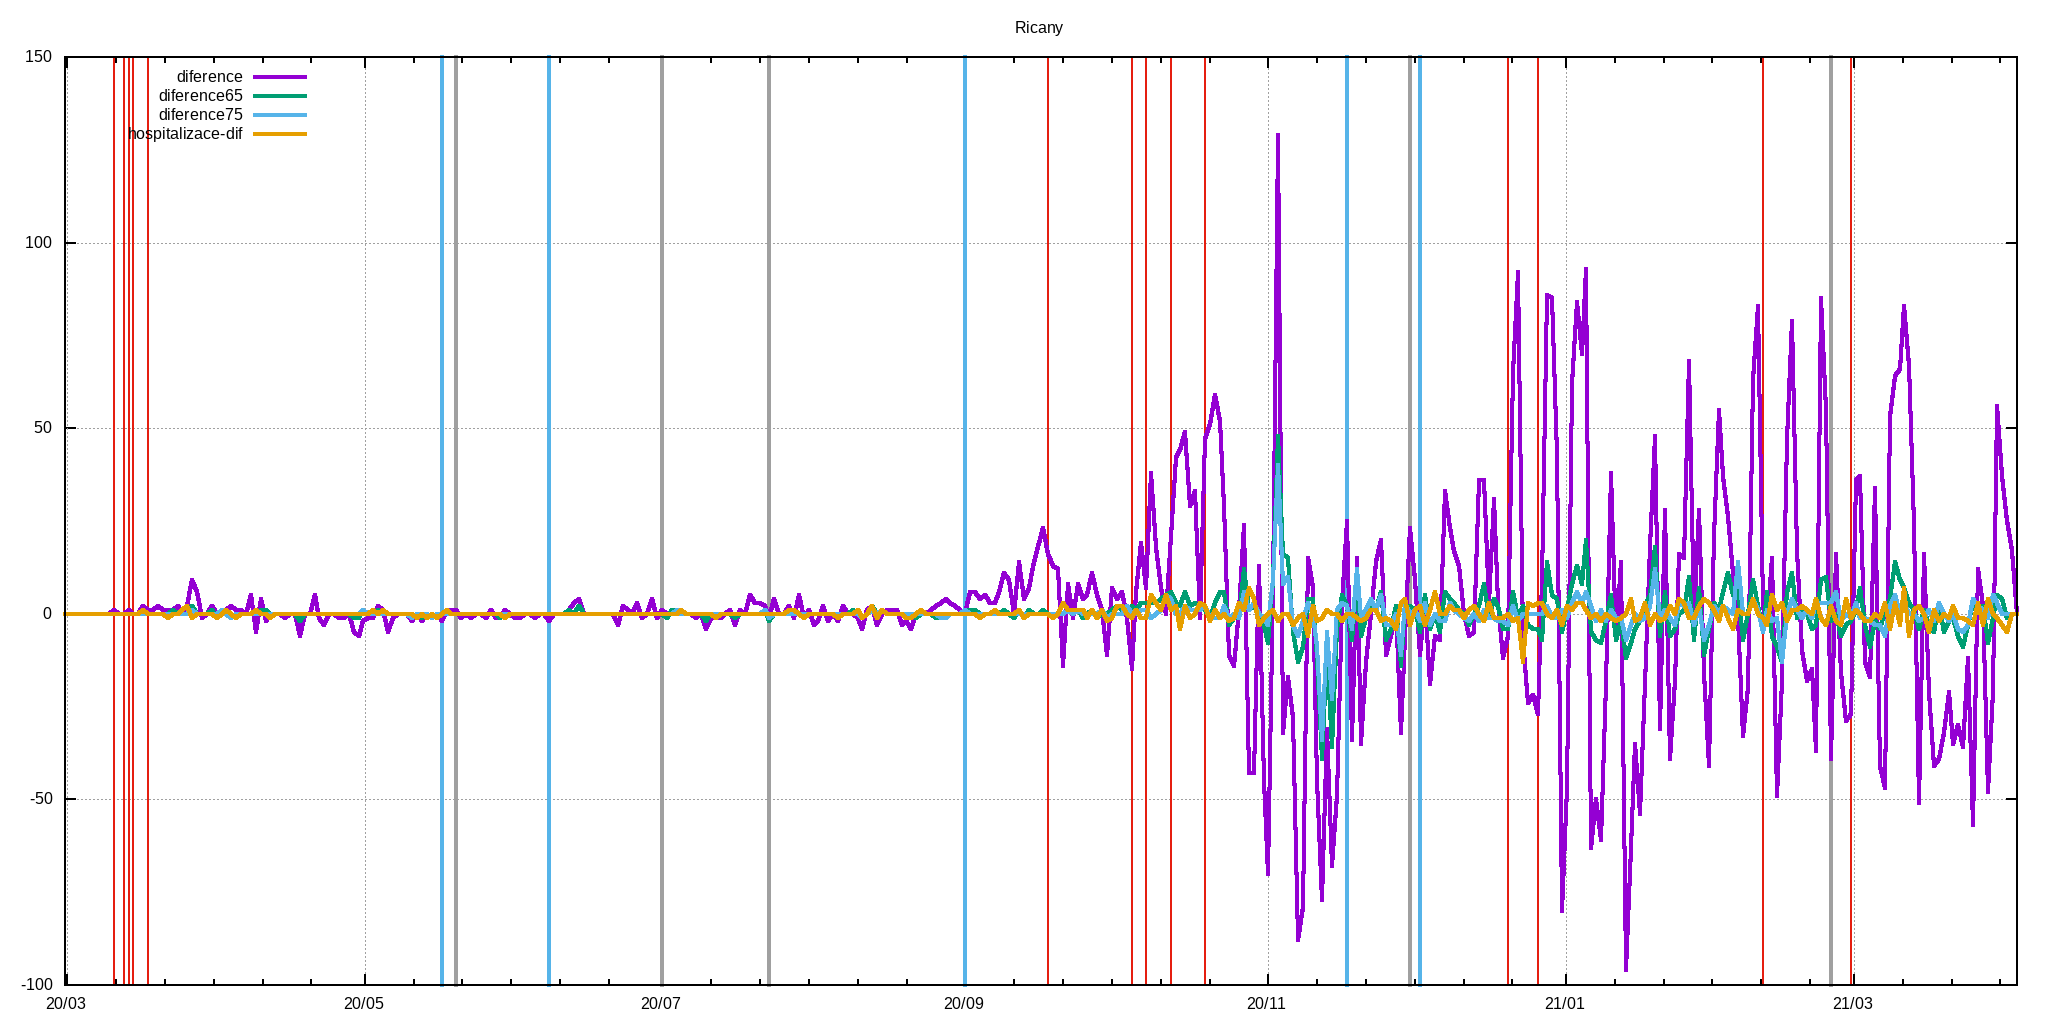 Ricany
150
diference
diference65
diference75
hospitalizace-dif
100
50
0
-50
-100
20/03 20/05 20/07 20/09 20/11 21/01 21/03